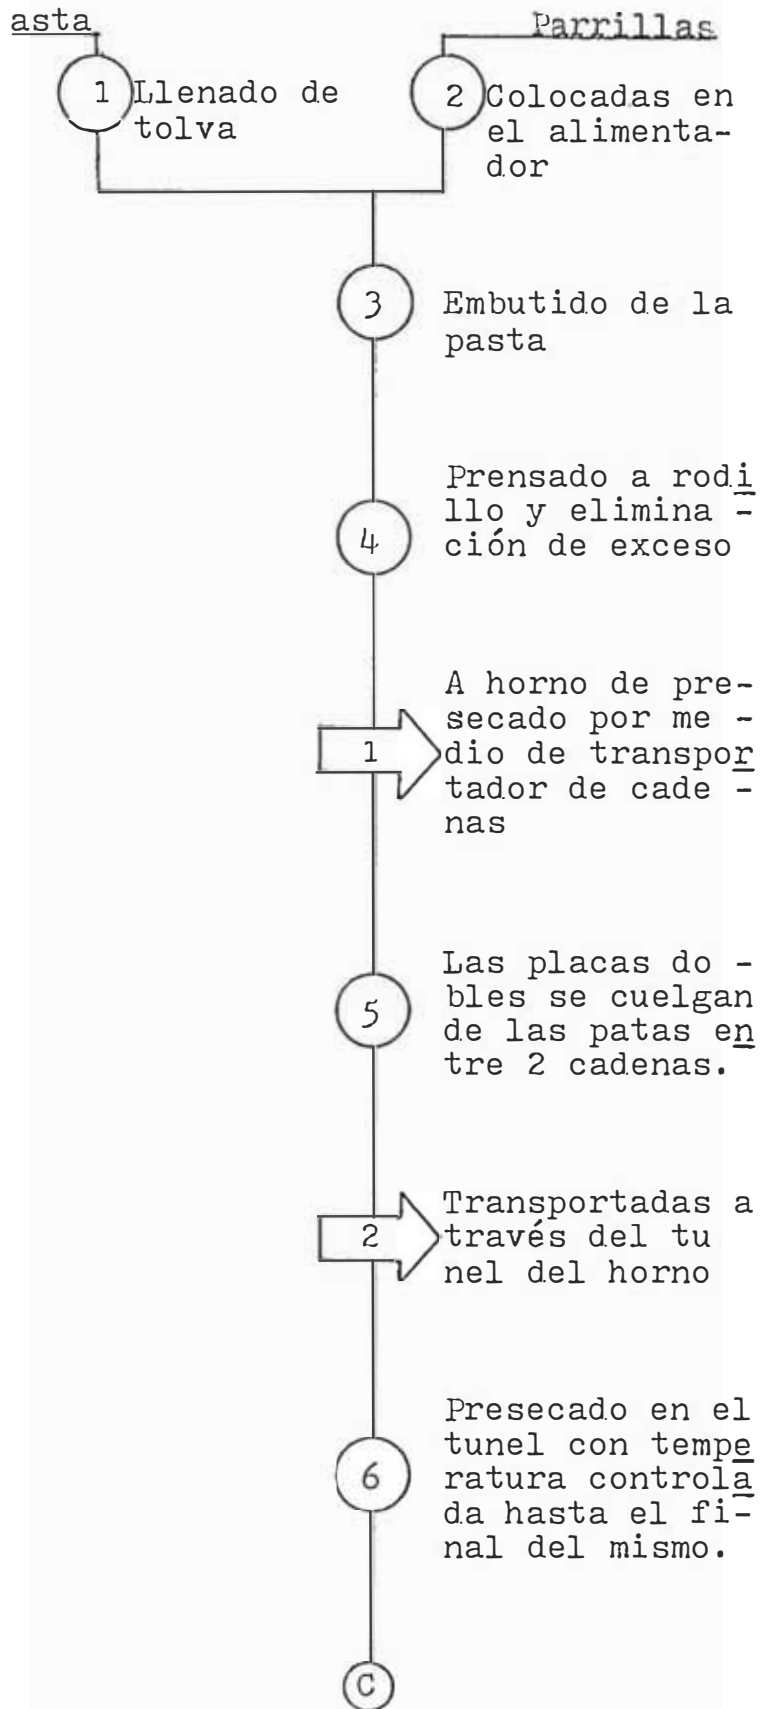 asta
Parrillas
1 Llenado de
tolva
2 Colocadas en
el alimenta-
dor
3 Embutido de la
pasta
Prensado a rodi
llo y elimina -
4 ción de exceso
A horno de pre-
secado por me -
1 dio de transpor
tador de cade -
nas
Las placas do -
bles se cuelgan
5 de las patas en
tre 2 cadenas.
Transportadas a
2 través del tu
nel del horno
Presecado en el
tunel con tempe
6 ratura controla
da hasta el fi-
nal del mismo.
C